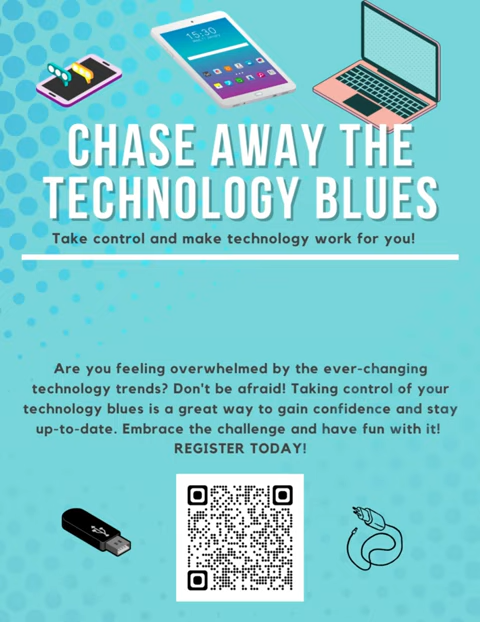 15:30
CHASE AWAY THE
TECHNOLOGY BLUES
Take control and make technology work for you!
Are you feeling overwhelmed by the ever-changing
technology trends? Don't be afraid! Taking control of your
technology blues is a great way to gain confidence and stay
up-to-date. Embrace the challenge and have fun with it!
REGISTER TODAY!